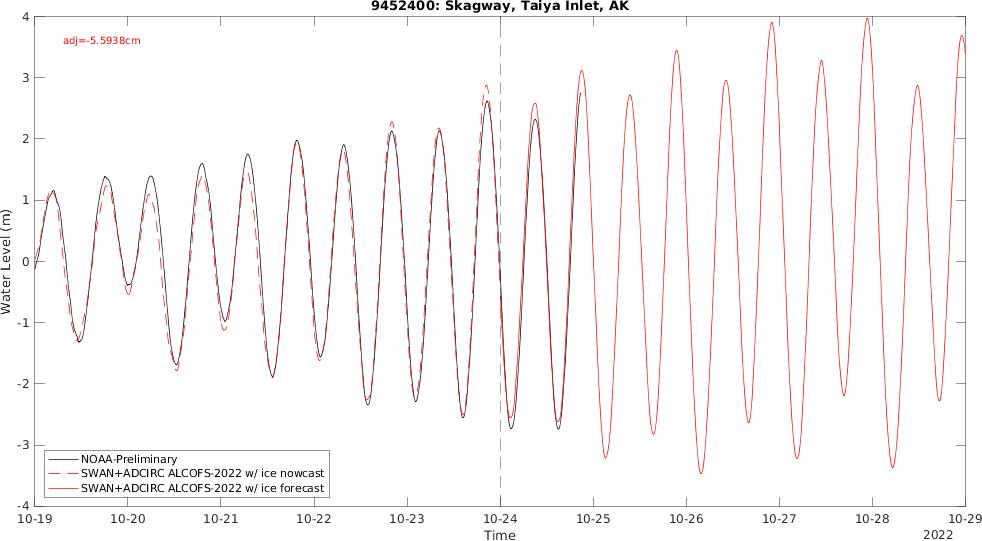 9452400: Skagway, Taiya Inlet, AK
adj=-5.5938cm
4
3
2
1
0
-1
-2
-3
-4
Water Level (m)
NOAA-Preliminary
SWAN+ADCIRC ALCOFS-2022 w/ ice nowcast
SWAN+ADCIRC ALCOFS-2022 w/ ice forecast
10-19 10-20 10-21 10-22 10-23 10-24 10-25 10-26 10-27 10-28 10-29
Time
2022